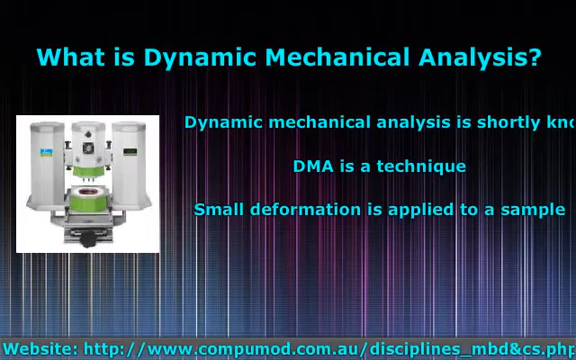 What is Dynamic Mechanical Analysis?
Dynamic mechanical analysis is shortly
DMA is a technique
Small deformation is applied to a sample
Website: http://www.compumod.com.au/disciplines_mbd&cs.php